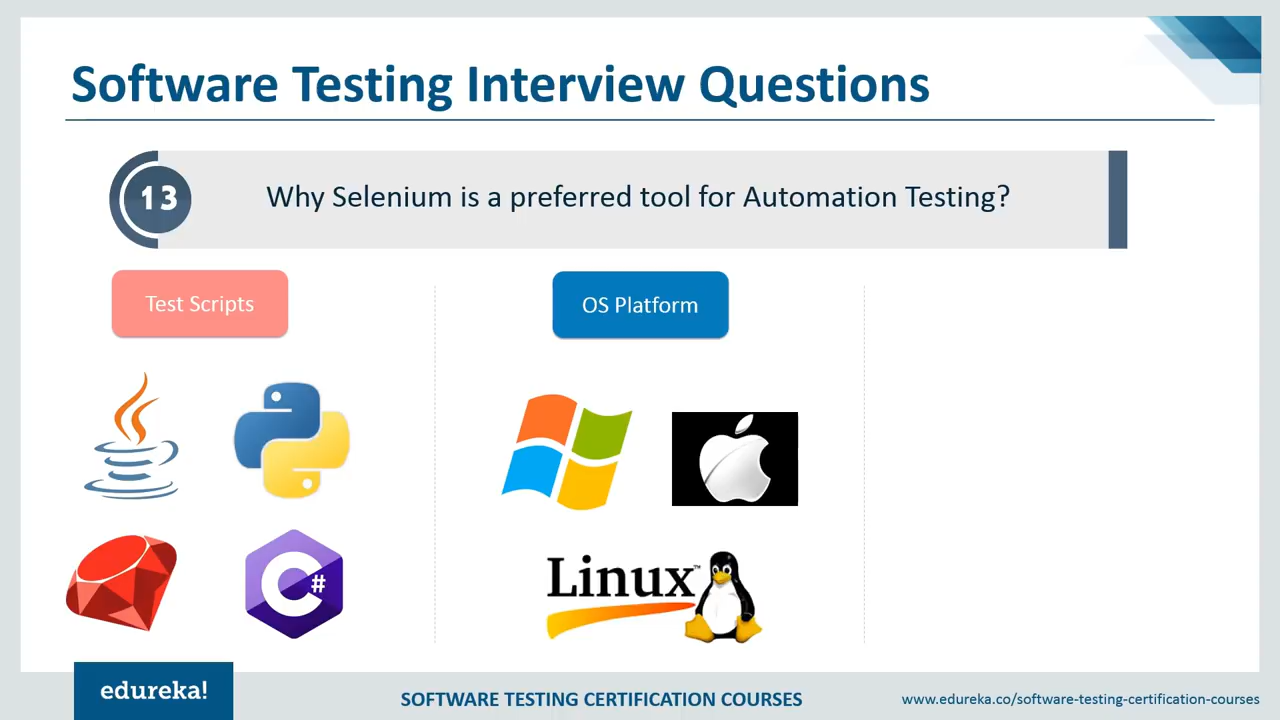 Software Testing Interview Questions
13
Why Selenium is a preferred tool for Automation Testing?
Test Scripts
OS Platform
C#
Linux™
edureka!
SOFTWARE TESTING CERTIFICATION COURSES
www.edureka.co/software-testing-certification-courses